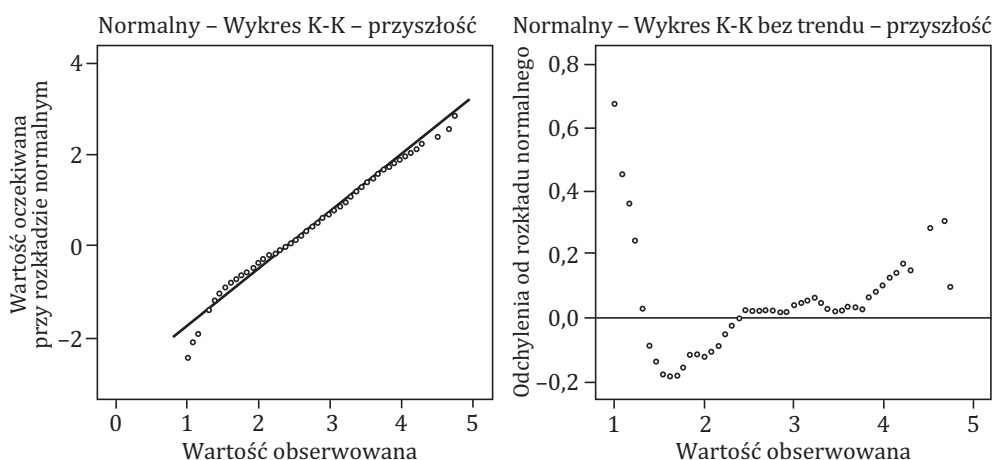 Normalny – Wykres K-K – przyszłość
4
2
0
–2
Wartość oczekiwana
przy rozkładzie normalnym
0 1 2 3 4 5
Wartość obserwowana
Normalny – Wykres K-K bez trendu – przyszłość
0,8
0,6
0,4
0,2
0,0
–0,2
Odchylenia od rozkładu normalnego
1 2 3 4 5
Wartość obserwowana